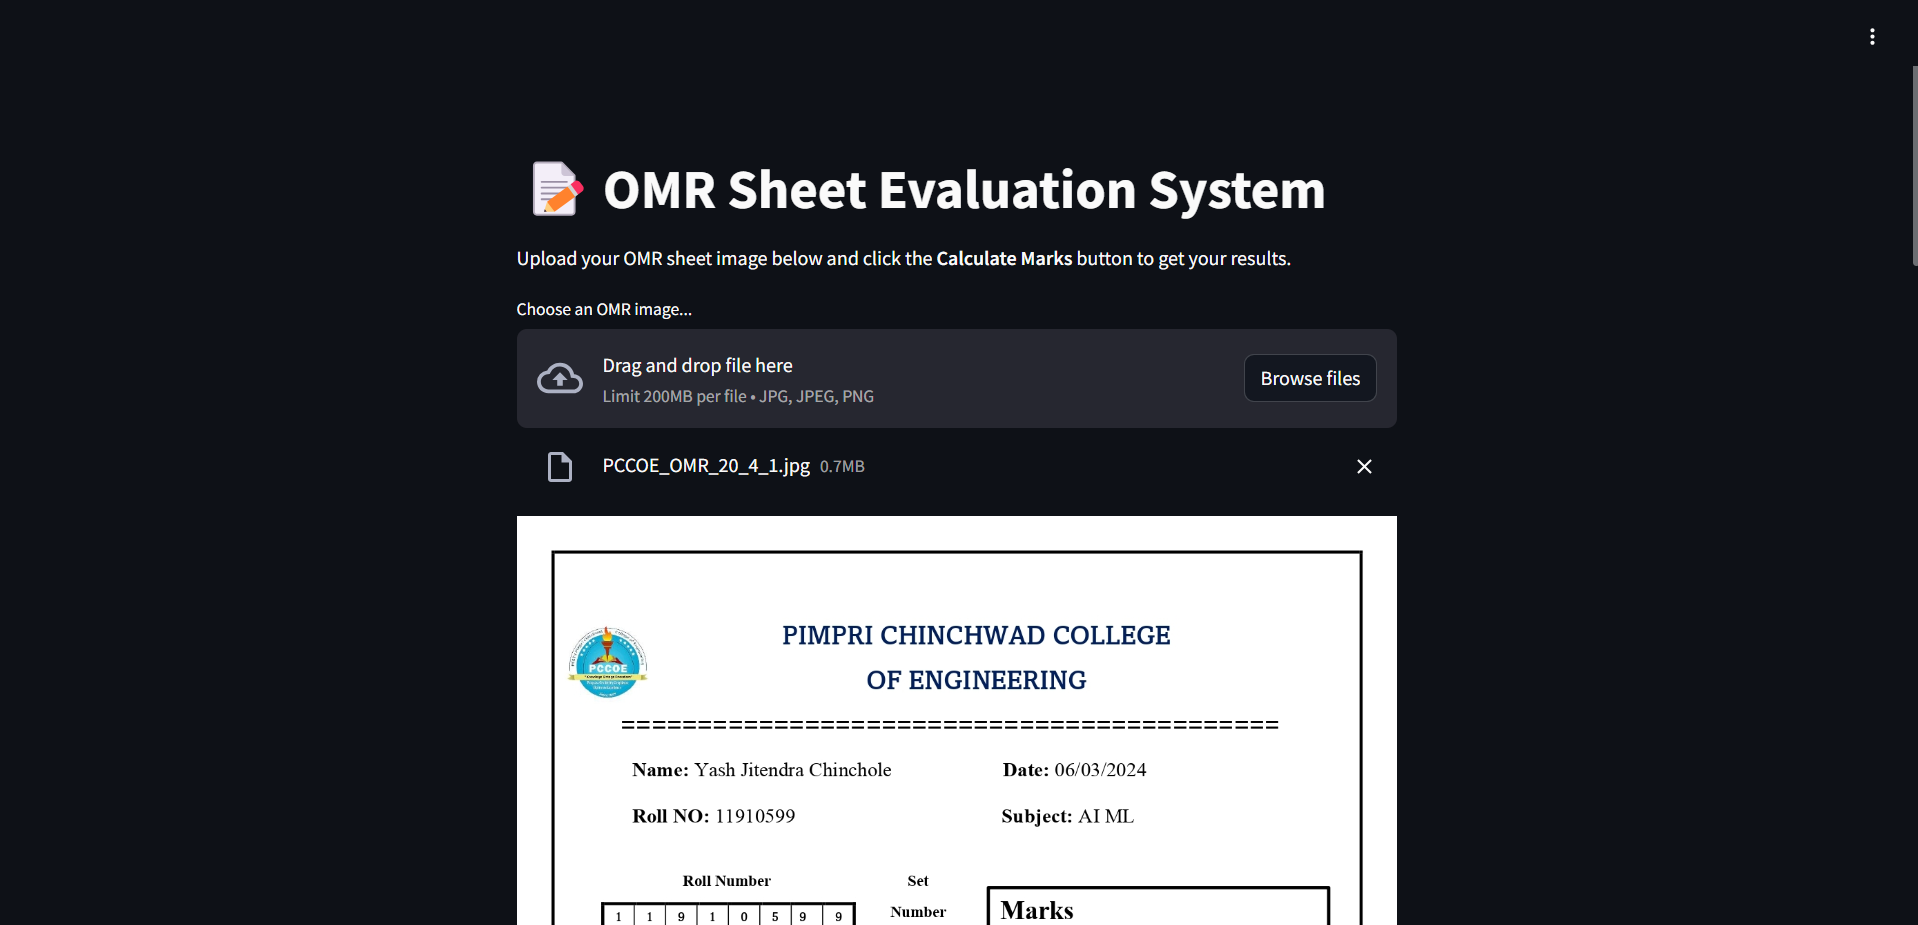 OMR Sheet Evaluation System
Upload your OMR sheet image below and click the Calculate Marks button to get your results.
Choose an OMR image...
Drag and drop file here
Limit 200MB per file • JPG, JPEG, PNG
Browse files
PCCOE_OMR_20_4_1.jpg 0.7MB
PIMPRI CHINCHWAD COLLEGE
OF ENGINEERING
PCCOE
===========================================
Name: Yash Jitendra Chinchole
Date: 06/03/2024
Roll NO: 11910599
Subject: AI ML
Roll Number
Set
Number
1 1 9 1 0 5 9 9
Marks